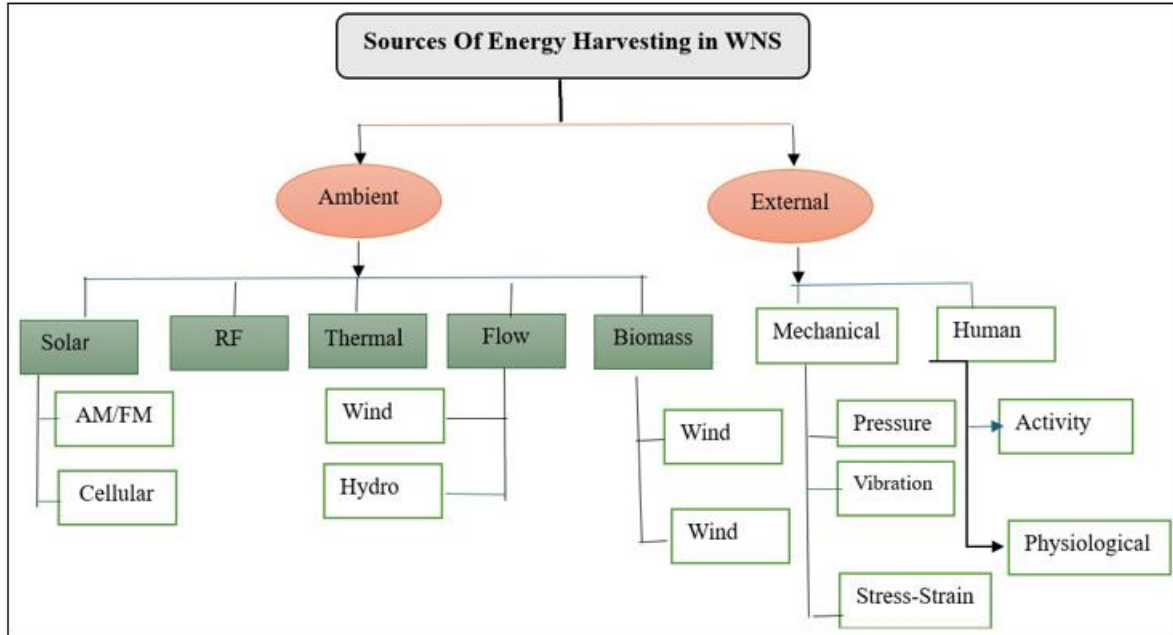 Sources Of Energy Harvesting in WNS
Ambient
External
Solar
RF
Thermal
Flow
Biomass
Mechanical
Human
AM/FM
Cellular
Wind
Hydro
Wind
Wind
Pressure
Vibration
Stress-Strain
Activity
Physiological